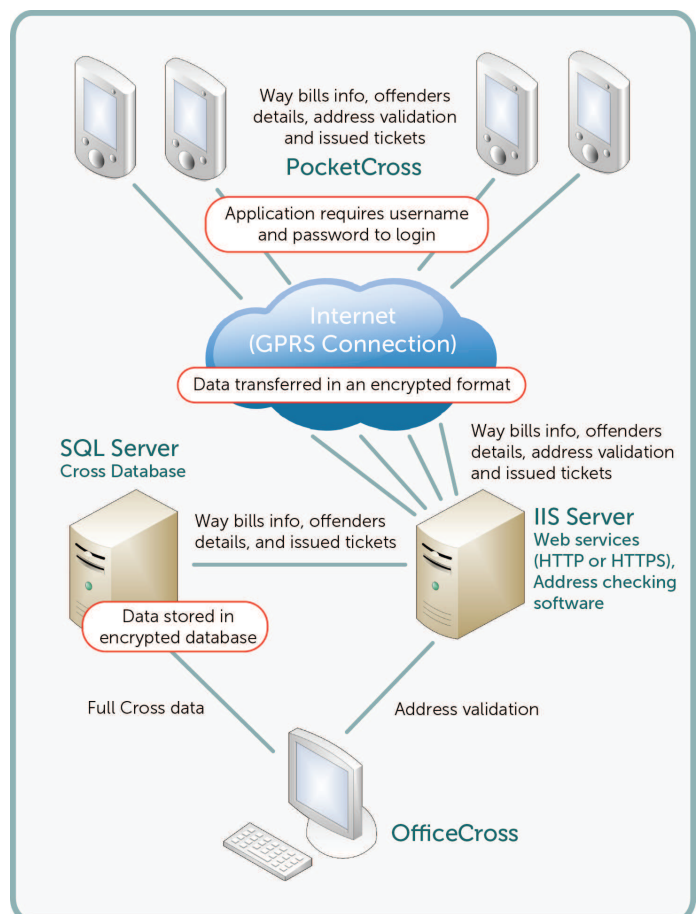 Way bills info, offenders
details, address validation
and issued tickets
PocketCross
Application requires username
and password to login
Internet
(GPRS Connection)
Data transferred in an encrypted format
Way bills info, offenders
details, address validation
and issued tickets
SQL Server
Cross Database
Way bills info, offenders
details, and issued tickets
IIS Server
Web services
(HTTP or HTTPS),
Address checking
software
Data stored in
encrypted database
Full Cross data
Address validation
OfficeCross